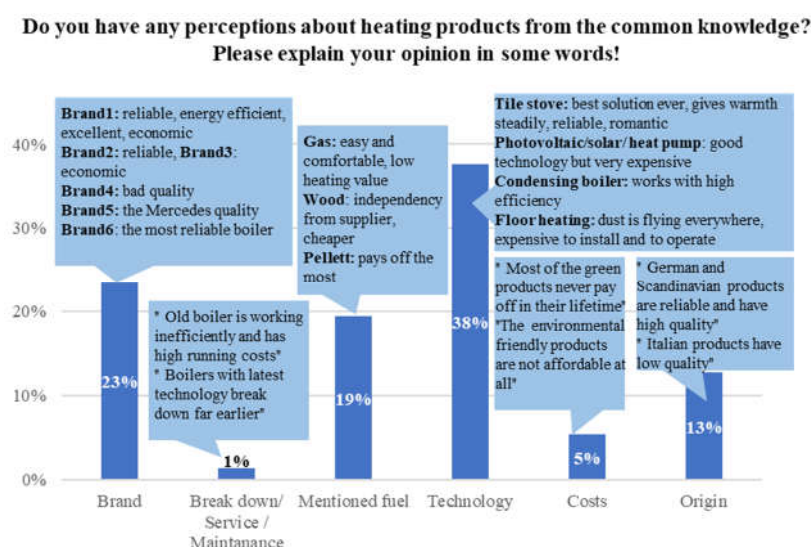 Do you have any perceptions about heating products from the common knowledge?
Please explain your opinion in some words!
Brand1: reliable, energy efficient,
excellent, economic
Brand2: reliable, Brand3:
economic
Brand4: bad quality
Brand5: the Mercedes quality
Brand6: the most reliable boiler
Gas: easy and
comfortable, low
heating value
Wood: independency
from supplier,
cheaper
Pellett: pays off the
most
Tile stove: best solution ever, gives warmth
steadily, reliable, romantic
Photovoltaic/solar/heat pump: good
technology but very expensive
Condensing boiler: works with high
efficiency
Floor heating: dust is flying everywhere,
expensive to install and to operate
" Old boiler is working
inefficiently and has
high running costs"
" Boilers with latest
technology break
down far earlier"
" Most of the green
products never pay
off in their lifetime"
"The environmental
friendly products
are not affordable at
all"
" German and
Scandinavian products
are reliable and have
high quality"
" Italian products have
low quality"
40%
30%
20%
10%
0%
23%
1%
19%
38%
5%
13%
Brand
Break down/
Service /
Maintanance
Mentioned fuel
Technology
Costs
Origin